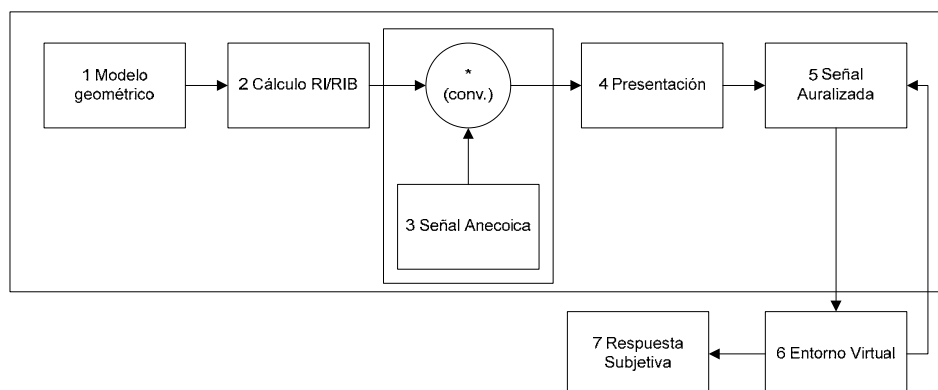 1 Modelo
geométrico
2 Cálculo RI/RIB
*
(conv.)
4 Presentación
5 Señal
Auralizada
3 Señal Anecoica
7 Respuesta
Subjetiva
6 Entorno Virtual